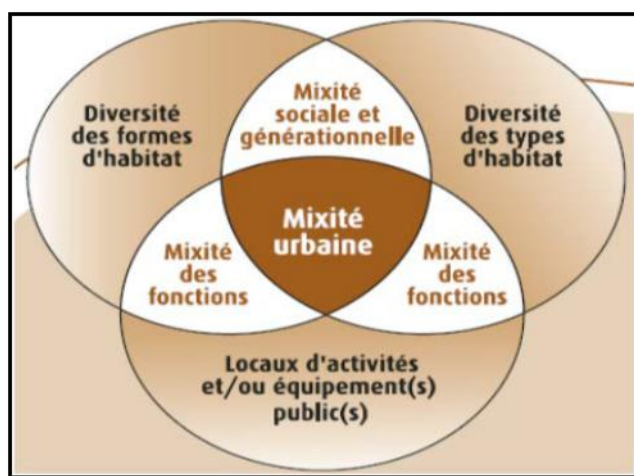 Mixité
sociale et
générationnelle
Diversité
des formes
d'habitat
Diversité
des types
d'habitat
Mixité
urbaine
Mixité
des
fonctions
Mixité
des
fonctions
Locaux d'activités
et/ou équipement(s)
public(s)